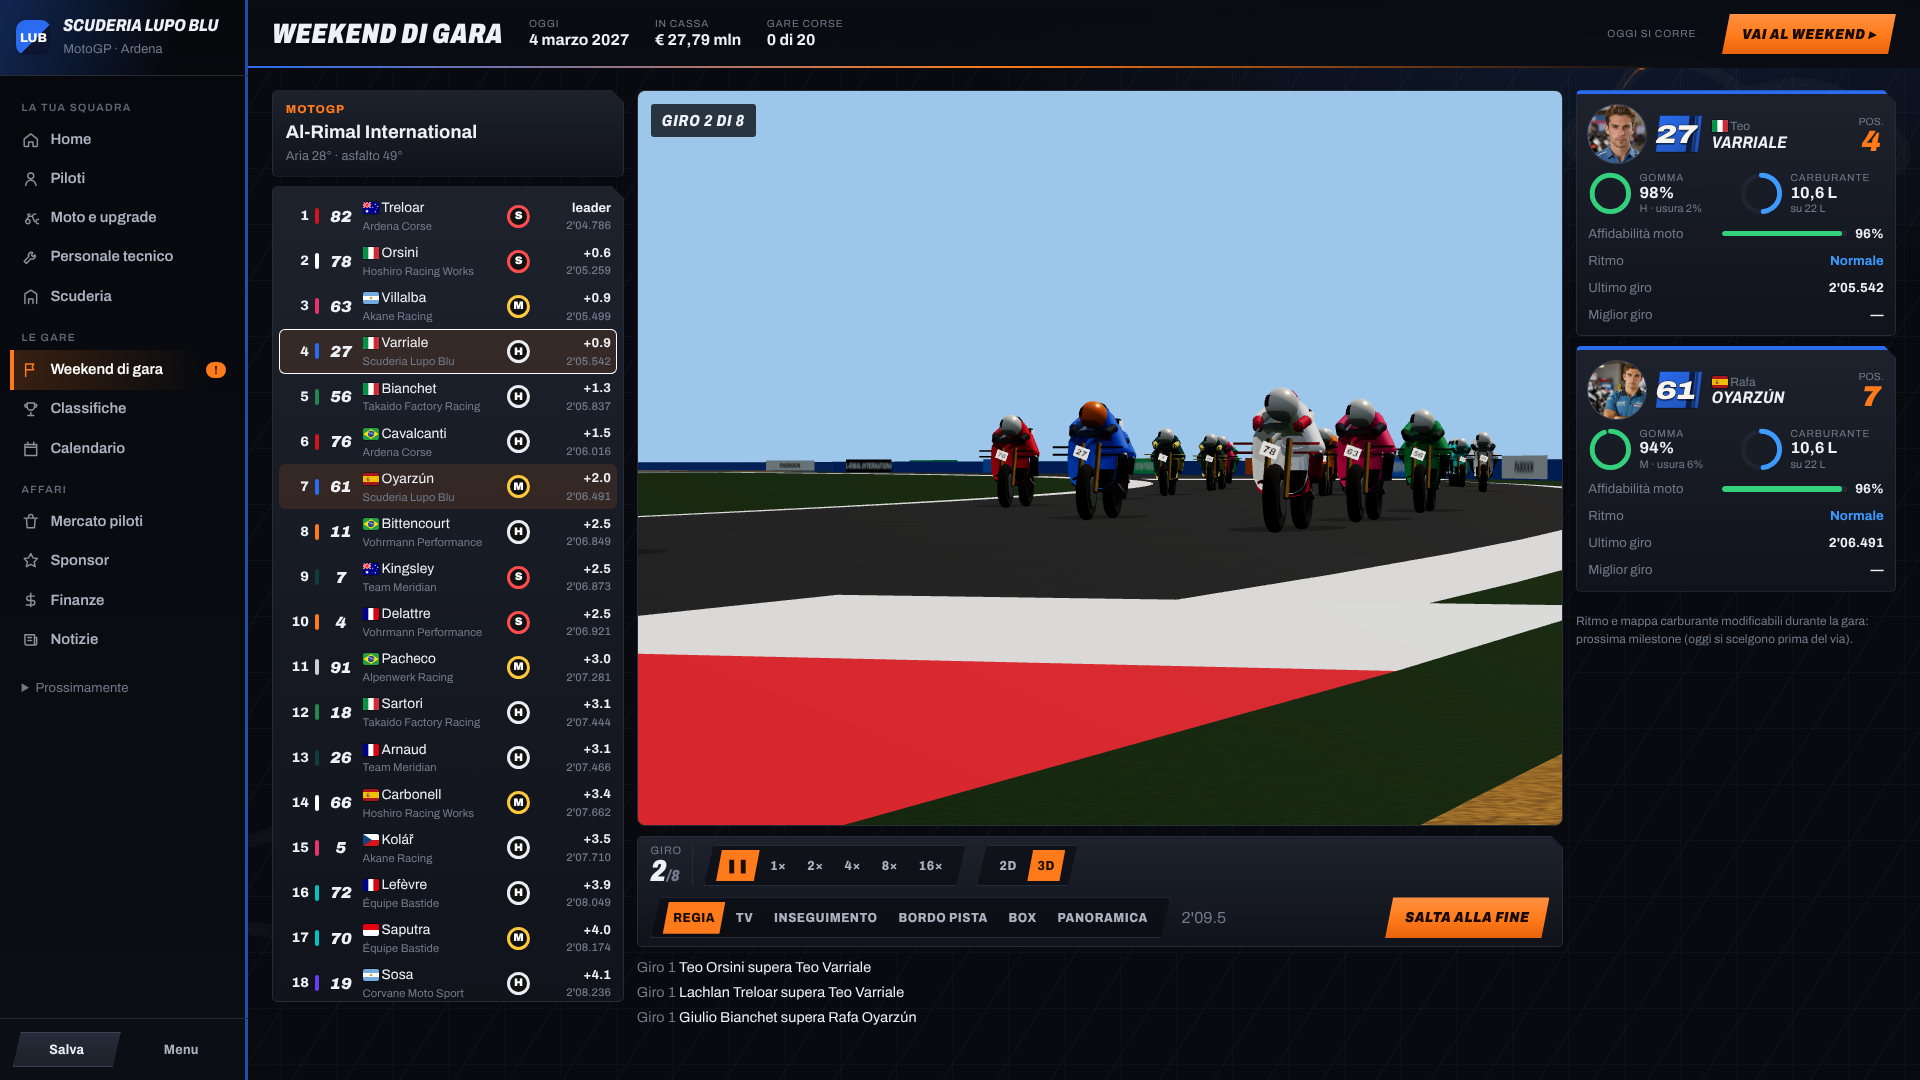 LUB
SCUDERIA LUPO BLU
MotoGP · Ardena
WEEKEND DI GARA
OGGI
4 marzo 2027
IN CASSA
€ 27,79 mln
GARE CORSE
0 di 20
OGGI SI CORRE
VAI AL WEEKEND ▸
LA TUA SQUADRA
Home
Piloti
Moto e upgrade
Personale tecnico
Scuderia
LE GARE
Weekend di gara
!
Classifiche
Calendario
AFFARI
Mercato piloti
Sponsor
Finanze
Notizie
▶ Prossimamente
Salva
Menu
MOTOGP
Al-Rimal International
Aria 28° · asfalto 49°
1 82 Treloar S leader
Ardena Corse 2'04.786
2 78 Orsini S +0.6
Hoshiro Racing Works 2'05.259
3 63 Villalba M +0.9
Akane Racing 2'05.499
4 27 Varriale H +0.9
Scuderia Lupo Blu 2'05.542
5 56 Bianchet H +1.3
Takaido Factory Racing 2'05.837
6 76 Cavalcanti H +1.5
Ardena Corse 2'06.016
7 61 Oyarzún M +2.0
Scuderia Lupo Blu 2'06.491
8 11 Bittencourt H +2.5
Vohrmann Performance 2'06.849
9 7 Kingsley S +2.5
Team Meridian 2'06.873
10 4 Delattre S +2.5
Vohrmann Performance 2'06.921
11 91 Pacheco M +3.0
Alpenwerk Racing 2'07.281
12 18 Sartori H +3.1
Takaido Factory Racing 2'07.444
13 26 Arnaud H +3.1
Team Meridian 2'07.466
14 66 Carbonell M +3.4
Hoshiro Racing Works 2'07.662
15 5 Kolář H +3.5
Akane Racing 2'07.710
16 72 Lefèvre H +3.9
Équipe Bastide 2'08.049
17 70 Saputra M +4.0
Équipe Bastide 2'08.174
18 19 Sosa H +4.1
Corvane Moto Sport 2'08.236
GIRO 2 DI 8
PADDOCK
27
78
63
56
PADDOCK
GIRO
2/8
1×
2×
4×
8×
16×
2D
3D
REGIA
TV
INSEGUIMENTO
BORDO PISTA
BOX
PANORAMICA
2'09.5
SALTA ALLA FINE
Giro 1 Teo Orsini supera Teo Varriale
Giro 1 Lachlan Treloar supera Teo Varriale
Giro 1 Giulio Bianchet supera Rafa Oyarzún
27
Teo
VARRIALE
POS.
4
GOMMA
98%
H · usura 2%
CARBURANTE
10,6 L
su 22 L
Affidabilità moto 96%
Ritmo Normale
Ultimo giro 2'05.542
Miglior giro —
61
Rafa
OYARZÚN
POS.
7
GOMMA
94%
M · usura 6%
CARBURANTE
10,6 L
su 22 L
Affidabilità moto 96%
Ritmo Normale
Ultimo giro 2'06.491
Miglior giro —
Ritmo e mappa carburante modificabili durante la gara:
prossima milestone (oggi si scelgono prima del via).